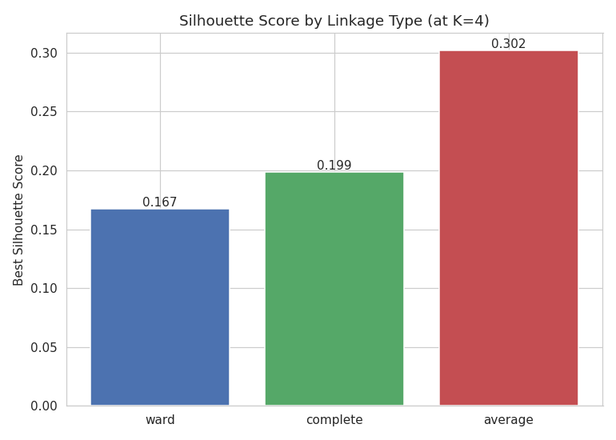 Silhouette Score by Linkage Type (at K=4)
Best Silhouette Score
0.30
0.25
0.20
0.15
0.10
0.05
0.00
0.167
0.199
0.302
ward
complete
average